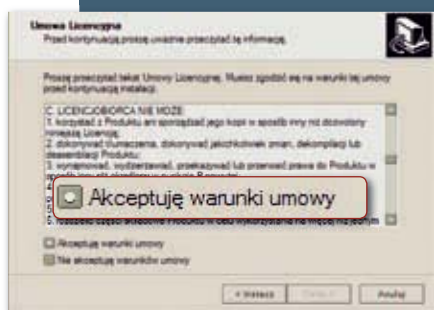 Umowa Licencyjna
Przed kontynuacją proszę uważnie przeczytać tę informację.
Proszę przeczytać tekst Umowy Licencyjnej. Musisz zgodzić się na warunki tej umowy
przed kontynuacją instalacji.
C. LICENCJOBIORCA NIE MOŻE:
1. korzystać z Produktu ani sporządzać jego kopii w sposób inny niż dozwolony
niniejszą Licencją;
2. dokonywać tłumaczenia, dokonywać jakichkolwiek zmian, dekompilacji lub
deasemblacji Produktu;
3. wynajmować, wydzierżawiać, przekazywać lub przenosić prawa do Produktu w
Akceptuję warunki umowy
Akceptuję warunki umowy
Nie akceptuję warunków umowy
< Wstecz
Anuluj